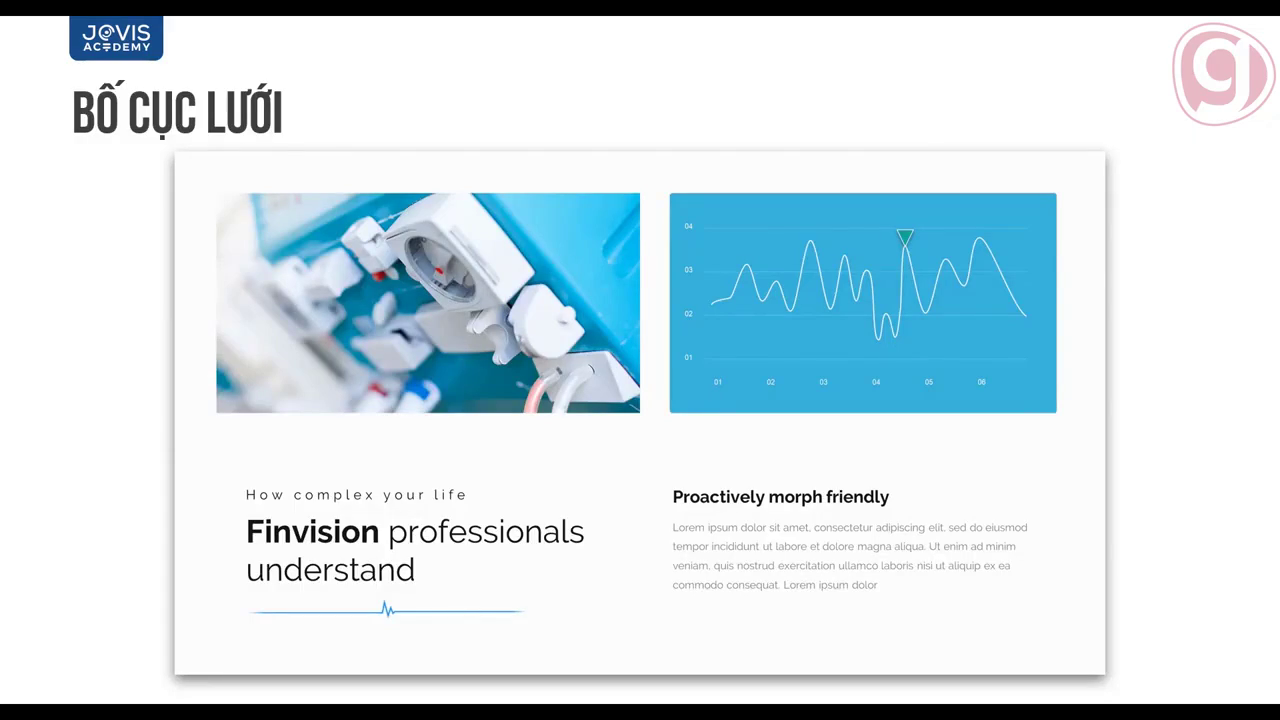 JOVIS
ACADEMY
BỐ CỤC LƯỚI
04
03
02
01
01 02 03 04 05 06
How complex your life
Finvision professionals
understand
Proactively morph friendly
Lorem ipsum dolor sit amet, consectetur adipiscing elit, sed do eiusmod
tempor incididunt ut labore et dolore magna aliqua. Ut enim ad minim
veniam, quis nostrud exercitation ullamco laboris nisi ut aliquip ex ea
commodo consequat. Lorem ipsum dolor